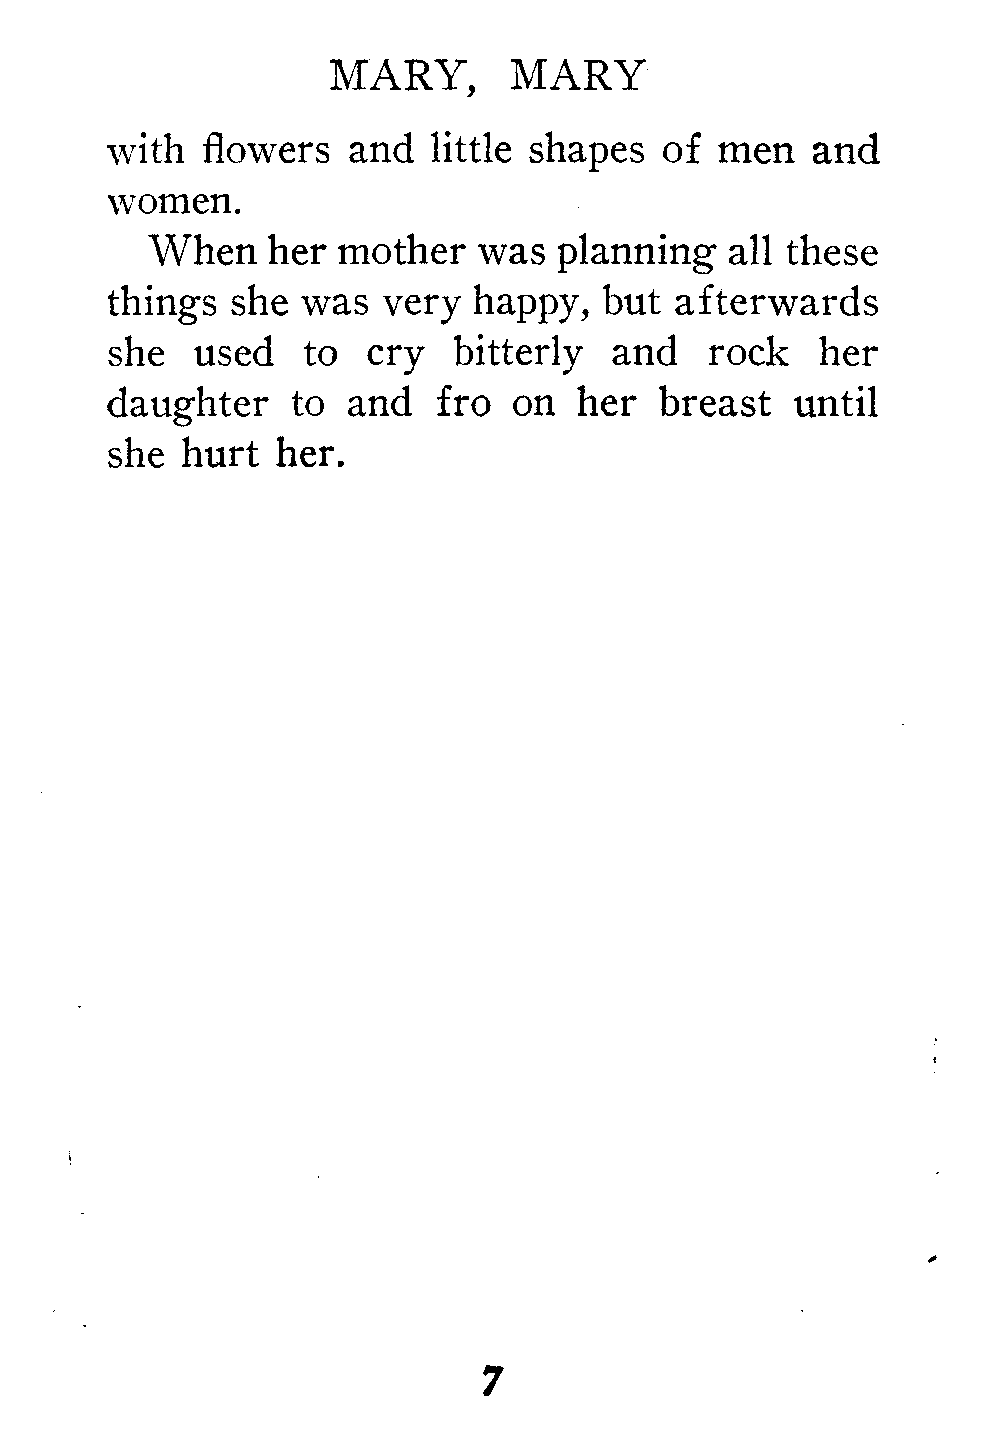 MARY, MARY
with flowers and little shapes of men and
women.
When her mother was planning all these
things she was very happy, but afterwards
she used to cry bitterly and rock her
daughter to and fro on her breast until
she hurt her.
7